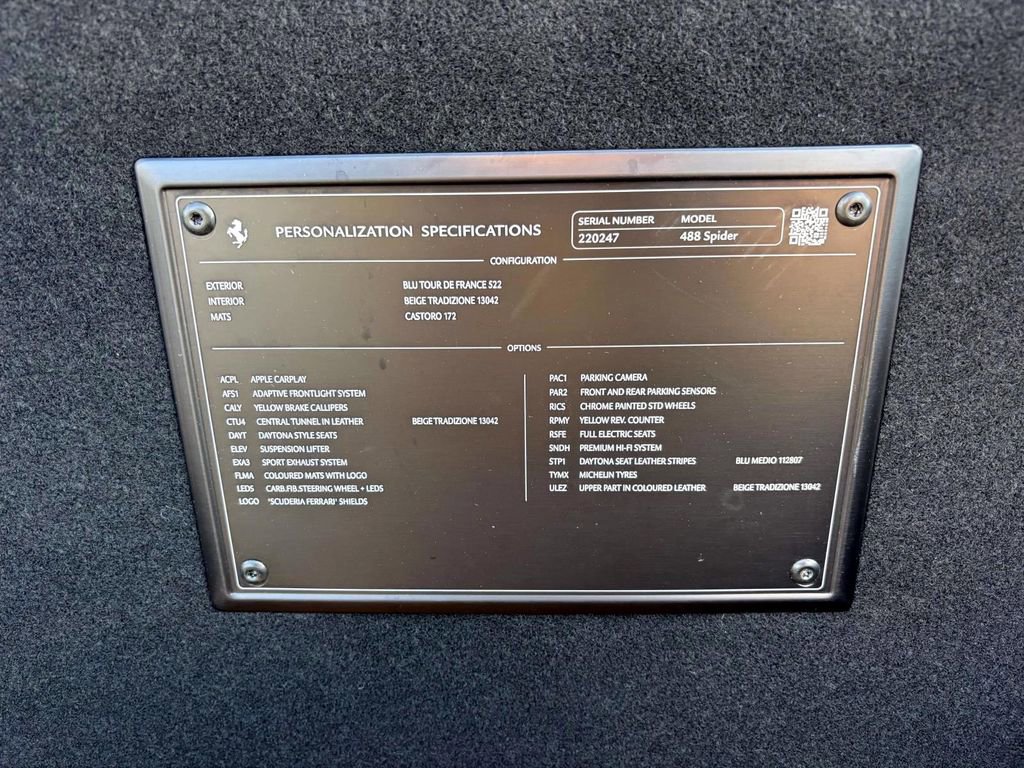 PERSONALIZATION SPECIFICATIONS
SERIAL NUMBER MODEL
220247 488 Spider
CONFIGURATION
EXTERIOR BLU TOUR DE FRANCE 522
INTERIOR BEIGE TRADIZIONE 13042
MATS CASTORO 172
OPTIONS
ACPL APPLE CARPLAY
AFS1 ADAPTIVE FRONTLIGHT SYSTEM
CALY YELLOW BRAKE CALLIPERS
CTU4 CENTRAL TUNNEL IN LEATHER BEIGE TRADIZIONE 13042
DAYT DAYTONA STYLE SEATS
ELEV SUSPENSION LIFTER
EXA3 SPORT EXHAUST SYSTEM
FLMA COLOURED MATS WITH LOGO
LEDS CARB.FIB.STEERING WHEEL + LEDS
LOGO "SCUDERIA FERRARI" SHIELDS
PAC1 PARKING CAMERA
PAR2 FRONT AND REAR PARKING SENSORS
RICS CHROME PAINTED STD WHEELS
RPMY YELLOW REV. COUNTER
RSFE FULL ELECTRIC SEATS
SNDH PREMIUM HI-FI SYSTEM
STP1 DAYTONA SEAT LEATHER STRIPES BLU MEDIO 112807
TYMX MICHELIN TYRES
ULEZ UPPER PART IN COLOURED LEATHER BEIGE TRADIZIONE 13042